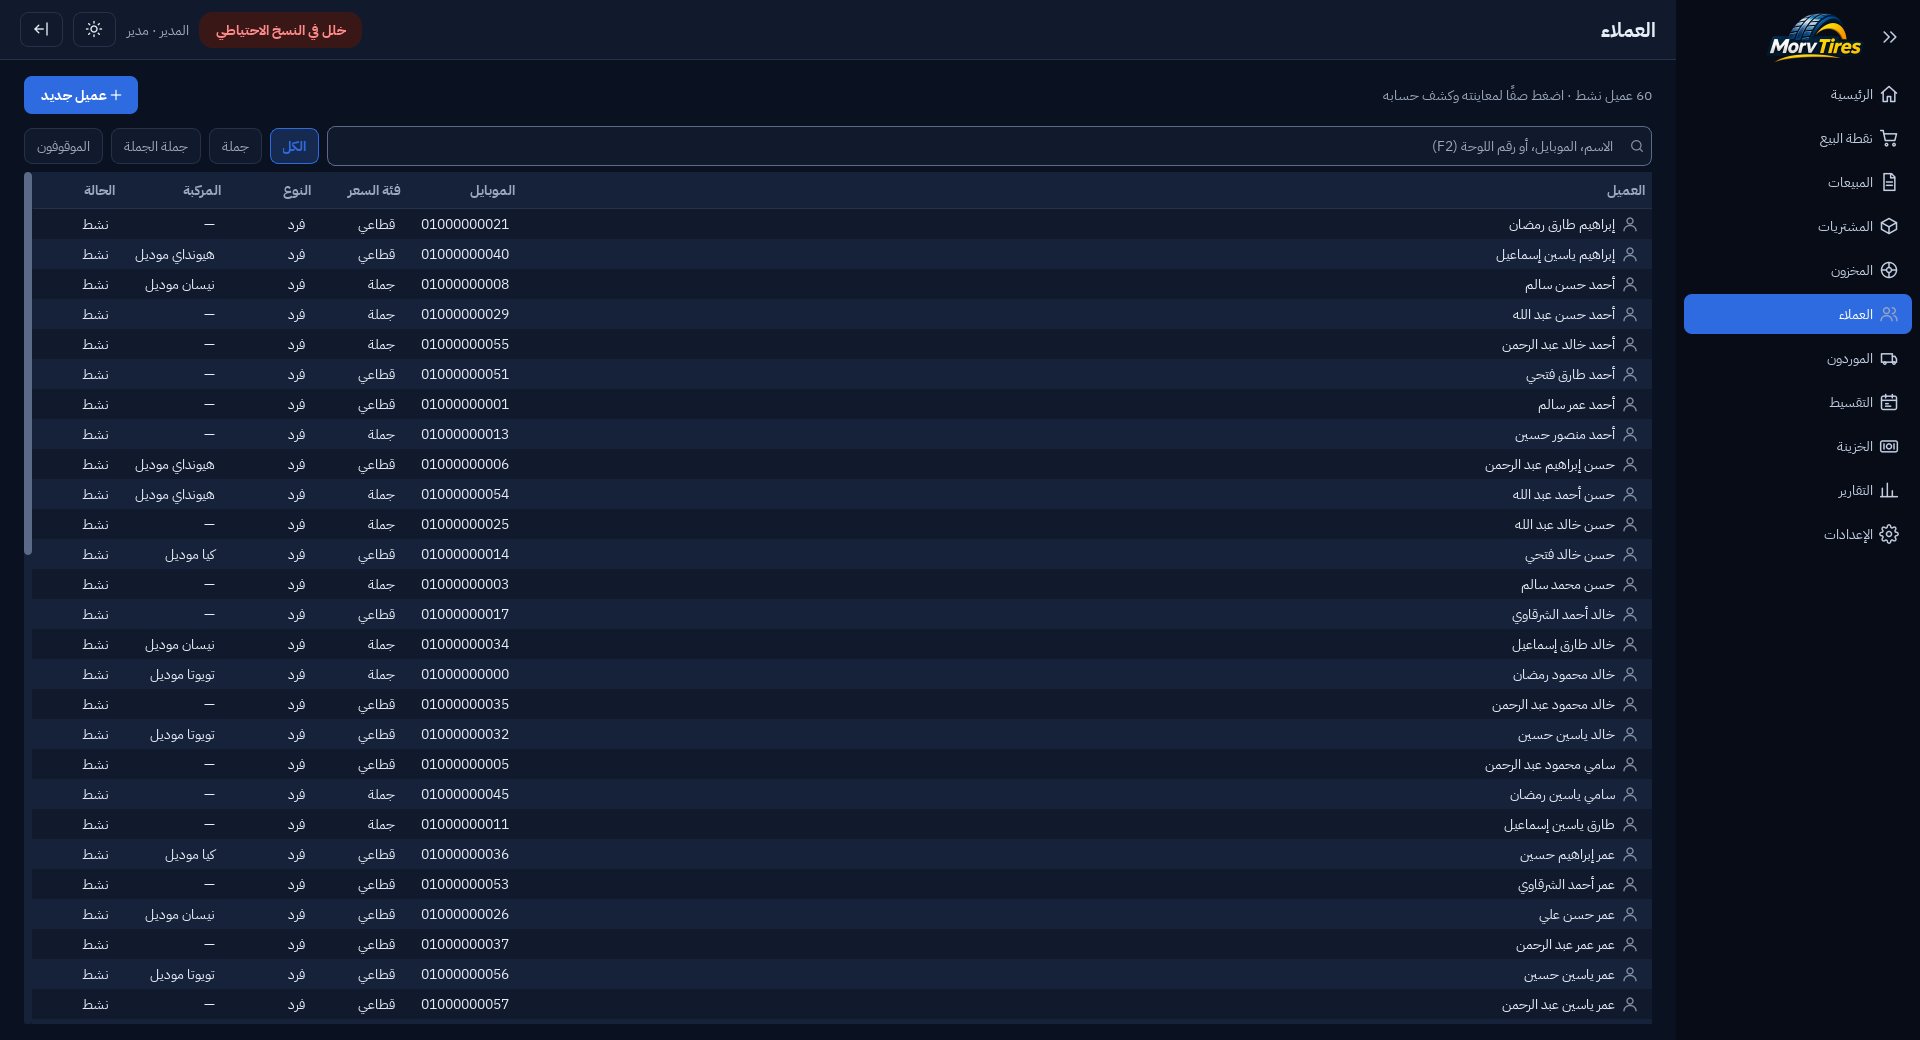 Morv Tires
الرئيسية
نقطة البيع
المبيعات
المشتريات
المخزون
العملاء
الموردون
التقسيط
الخزينة
التقارير
الإعدادات
العملاء
خلل في النسخ الاحتياطي
المدير · مدير
60 عميل نشط · اضغط صفًا لمعاينته وكشف حسابه
+ عميل جديد
الاسم، الموبايل، أو رقم اللوحة (F2)
الكل جملة جملة الجملة الموقوفون
العميل الموبايل فئة السعر النوع المركبة الحالة
إبراهيم طارق رمضان 01000000021 قطاعي فرد — نشط
إبراهيم ياسين إسماعيل 01000000040 قطاعي فرد هيونداي موديل نشط
أحمد حسن سالم 01000000008 جملة فرد نيسان موديل نشط
أحمد حسن عبد الله 01000000029 جملة فرد — نشط
أحمد خالد عبد الرحمن 01000000055 جملة فرد — نشط
أحمد طارق فتحي 01000000051 قطاعي فرد — نشط
أحمد عمر سالم 01000000001 قطاعي فرد — نشط
أحمد منصور حسين 01000000013 جملة فرد — نشط
حسن إبراهيم عبد الرحمن 01000000006 قطاعي فرد هيونداي موديل نشط
حسن أحمد عبد الله 01000000054 جملة فرد هيونداي موديل نشط
حسن خالد عبد الله 01000000025 جملة فرد — نشط
حسن خالد فتحي 01000000014 قطاعي فرد كيا موديل نشط
حسن محمد سالم 01000000003 جملة فرد — نشط
خالد أحمد الشرقاوي 01000000017 قطاعي فرد — نشط
خالد طارق إسماعيل 01000000034 جملة فرد نيسان موديل نشط
خالد محمود رمضان 01000000000 جملة فرد تويوتا موديل نشط
خالد محمود عبد الرحمن 01000000035 قطاعي فرد — نشط
خالد ياسين حسين 01000000032 قطاعي فرد تويوتا موديل نشط
سامي محمود عبد الرحمن 01000000005 قطاعي فرد — نشط
سامي ياسين رمضان 01000000045 جملة فرد — نشط
طارق ياسين إسماعيل 01000000011 جملة فرد — نشط
عمر إبراهيم حسين 01000000036 قطاعي فرد كيا موديل نشط
عمر أحمد الشرقاوي 01000000053 قطاعي فرد — نشط
عمر حسن علي 01000000026 قطاعي فرد نيسان موديل نشط
عمر عمر عبد الرحمن 01000000037 قطاعي فرد — نشط
عمر ياسين حسين 01000000056 قطاعي فرد تويوتا موديل نشط
عمر ياسين عبد الرحمن 01000000057 قطاعي فرد — نشط